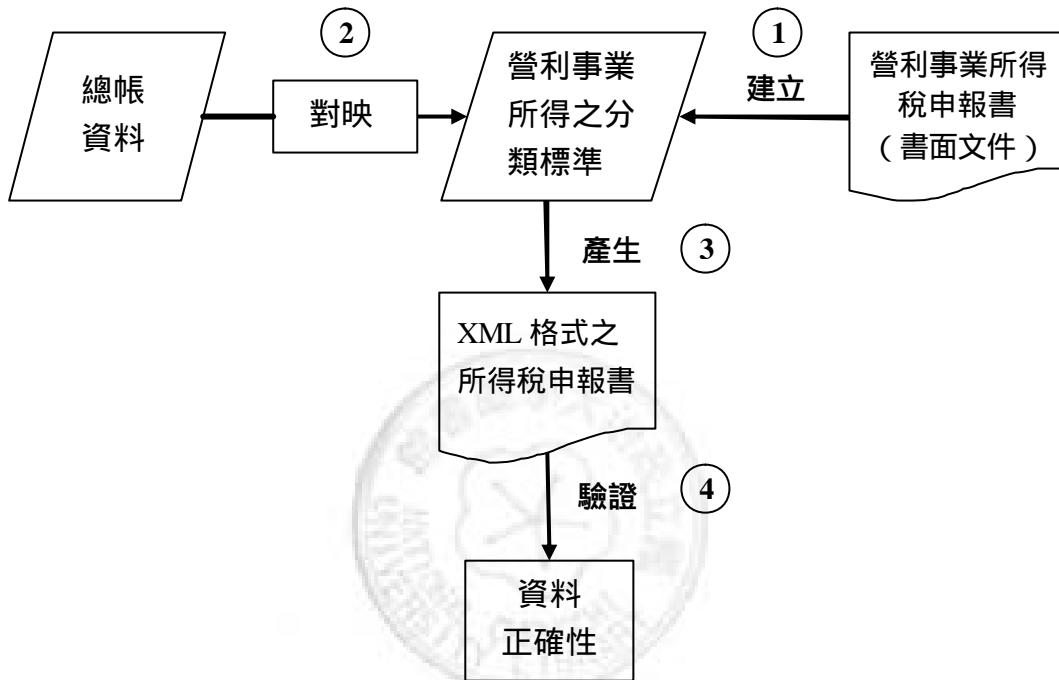 ②
①
總帳
資料
對映
營利事業
所得之分
類標準
建立
營利事業所得
稅申報書
(書面文件)
產生
③
XML 格式之
所得稅申報書
驗證
④
資料
正確性